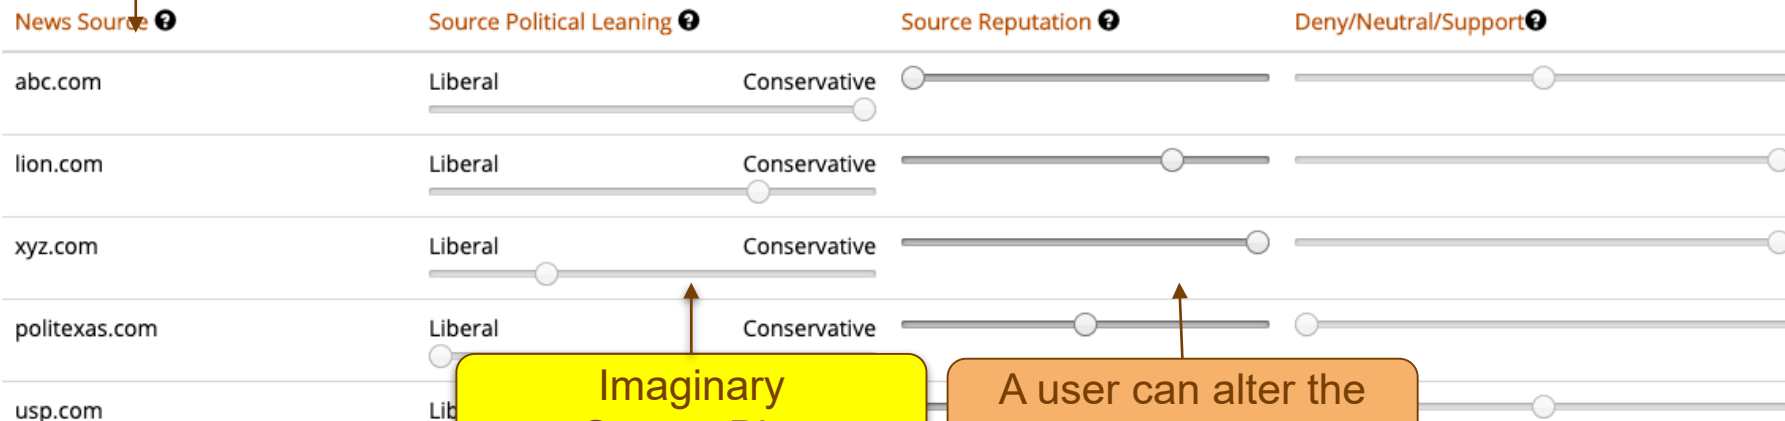 News Source Source Political Leaning Source Reputation Deny/Neutral/Support
abc.com Liberal Conservative
lion.com Liberal Conservative
xyz.com Liberal Conservative
politexas.com Liberal Conservative
usp.com
Imaginary
A user can alter the